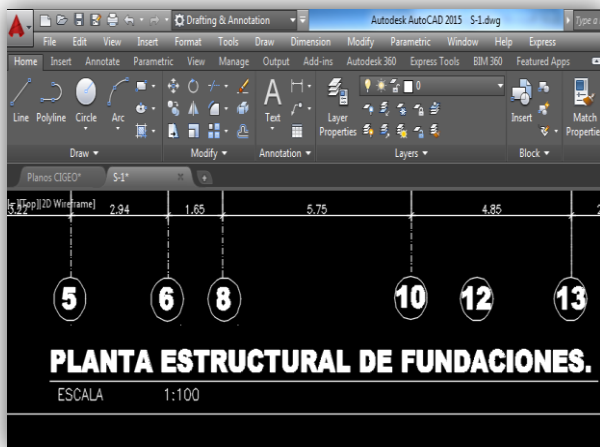 Drafting & Annotation Autodesk AutoCAD 2015 S-1.dwg Type a
File Edit View Insert Format Tools Draw Dimension Modify Parametric Window Help Express
Home Insert Annotate Parametric View Manage Output Add-ins Autodesk 360 Express Tools BIM 360 Featured Apps
Line Polyline Circle Arc Text Layer Properties 0 Insert Match Propertie
Draw Modify Annotation Layers Block
Planos CIGEO* S-1*
[Top][2D Wireframe]
2.94 1.65 5.75 4.85
5 6 8 10 12 13
PLANTA ESTRUCTURAL DE FUNDACIONES.
ESCALA 1:100